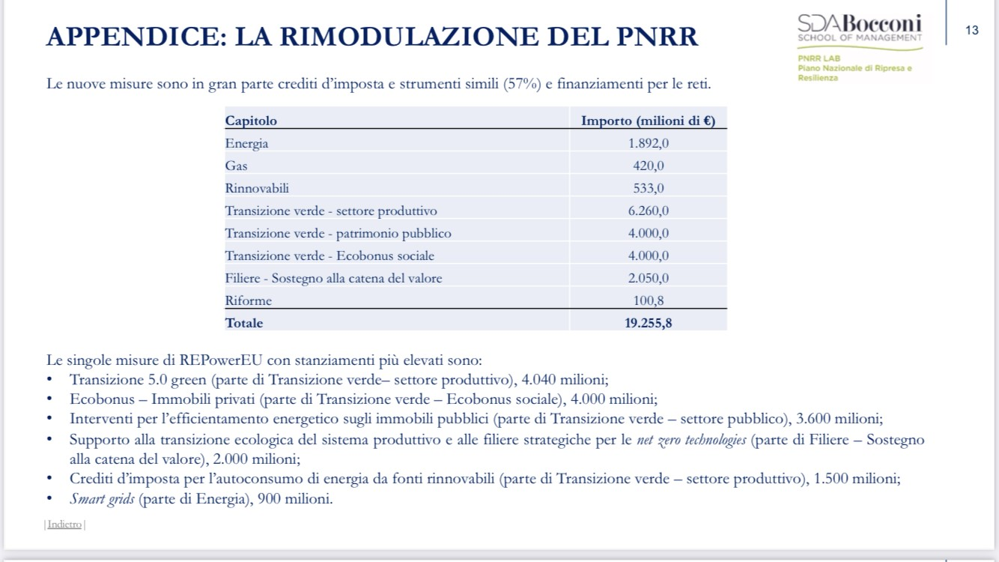 APPENDICE: LA RIMODULAZIONE DEL PNRR
SDA Bocconi
SCHOOL OF MANAGEMENT
PNRR LAB
Piano Nazionale di Ripresa e
Resilienza
13
Le nuove misure sono in gran parte crediti d’imposta e strumenti simili (57%) e finanziamenti per le reti.
Capitolo Importo (milioni di €)
Energia 1.892,0
Gas 420,0
Rinnovabili 533,0
Transizione verde - settore produttivo 6.260,0
Transizione verde - patrimonio pubblico 4.000,0
Transizione verde - Ecobonus sociale 4.000,0
Filiere - Sostegno alla catena del valore 2.050,0
Riforme 100,8
Totale 19.255,8
Le singole misure di REPowerEU con stanziamenti più elevati sono:
• Transizione 5.0 green (parte di Transizione verde– settore produttivo), 4.040 milioni;
• Ecobonus – Immobili privati (parte di Transizione verde – Ecobonus sociale), 4.000 milioni;
• Interventi per l’efficientamento energetico sugli immobili pubblici (parte di Transizione verde – settore pubblico), 3.600 milioni;
• Supporto alla transizione ecologica del sistema produttivo e alle filiere strategiche per le net zero technologies (parte di Filiere – Sostegno
alla catena del valore), 2.000 milioni;
• Crediti d’imposta per l’autoconsumo di energia da fonti rinnovabili (parte di Transizione verde – settore produttivo), 1.500 milioni;
• Smart grids (parte di Energia), 900 milioni.
|Indietro|